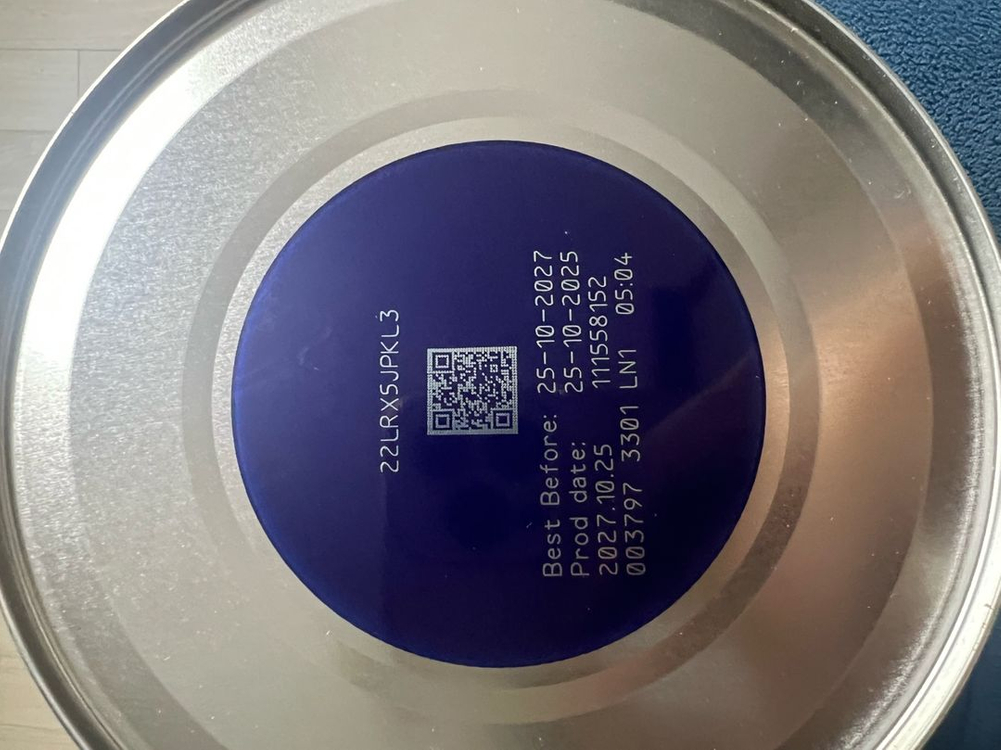 22LRX5JPKL3
Best Before: 25-10-2027
Prod date: 25-10-2025
2027.10.25 111558152
003797 3301 LN1 05:04